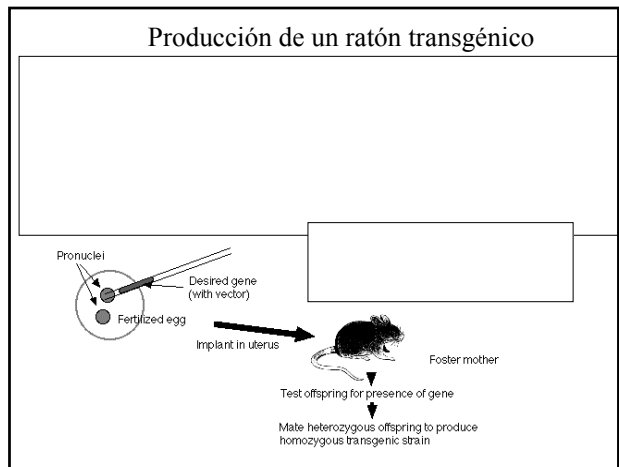 Producción de un ratón transgénico
Pronuclei
Desired gene
(with vector)
Fertilized egg
Implant in uterus
Foster mother
Test offspring for presence of gene
Mate heterozygous offspring to produce
homozygous transgenic strain